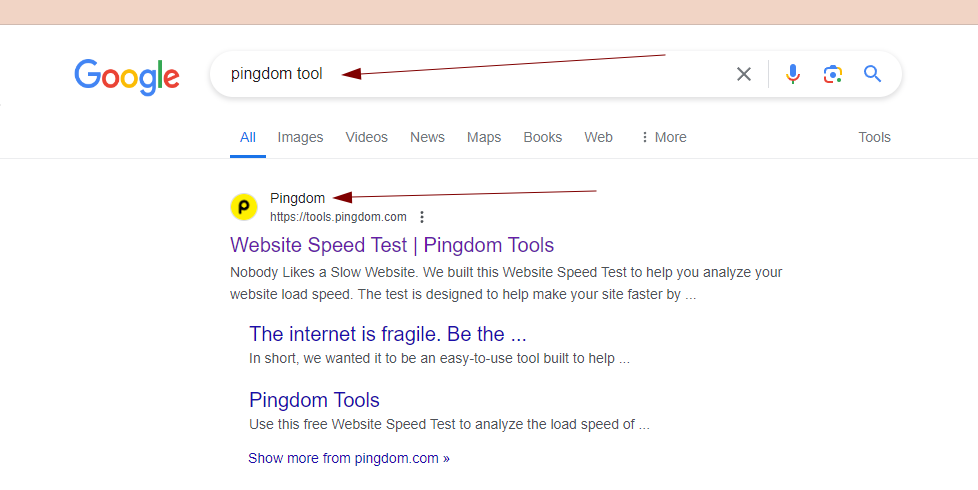 Google
pingdom tool
All Images Videos News Maps Books Web More Tools
Pingdom
https://tools.pingdom.com
Website Speed Test | Pingdom Tools
Nobody Likes a Slow Website. We built this Website Speed Test to help you analyze your
website load speed. The test is designed to help make your site faster by ...
The internet is fragile. Be the ...
In short, we wanted it to be an easy-to-use tool built to help ...
Pingdom Tools
Use this free Website Speed Test to analyze the load speed of ...
Show more from pingdom.com »